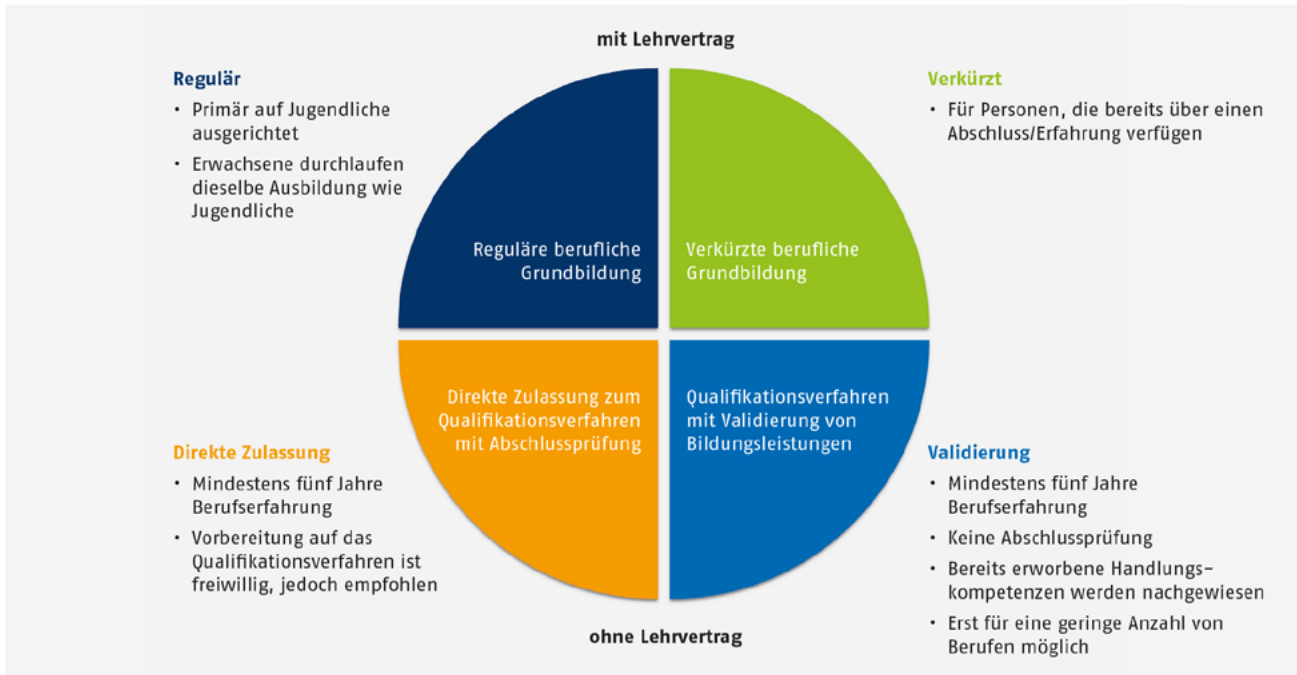 mit Lehrvertrag
Regulär
• Primär auf Jugendliche
ausgerichtet
• Erwachsene durchlaufen
dieselbe Ausbildung wie
Jugendliche
Reguläre berufliche
Grundbildung
Verkürzte berufliche
Grundbildung
Verkürzt
• Für Personen, die bereits über einen
Abschluss/Erfahrung verfügen
Direkte Zulassung zum
Qualifikationsverfahren
mit Abschlussprüfung
Qualifikationsverfahren
mit Validierung von
Bildungsleistungen
Direkte Zulassung
• Mindestens fünf Jahre
Berufserfahrung
• Vorbereitung auf das
Qualifikationsverfahren ist
freiwillig, jedoch empfohlen
Validierung
• Mindestens fünf Jahre
Berufserfahrung
• Keine Abschlussprüfung
• Bereits erworbene Handlungs-
kompetenzen werden nachgewiesen
• Erst für eine geringe Anzahl von
Berufen möglich
ohne Lehrvertrag